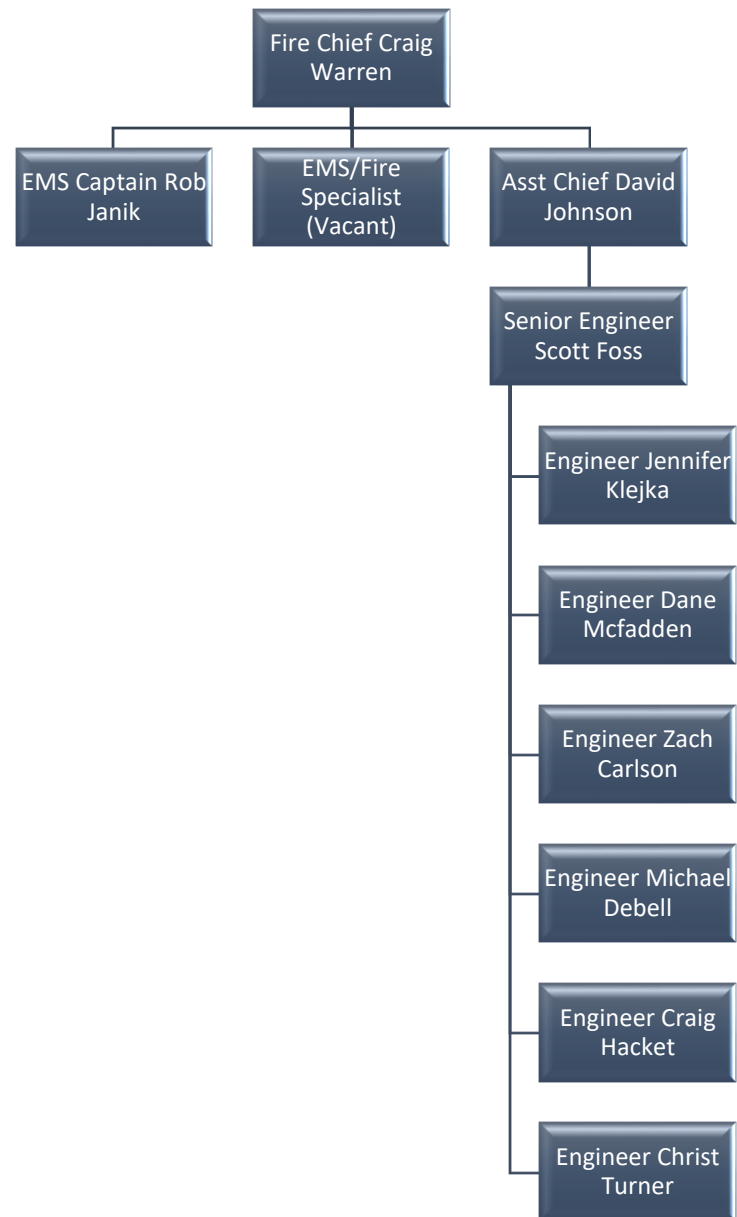 Fire Chief Craig
Warren
EMS Captain Rob
Janik
EMS/Fire
Specialist
(Vacant)
Asst Chief David
Johnson
Senior Engineer
Scott Foss
Engineer Jennifer
Klejka
Engineer Dane
Mcfadden
Engineer Zach
Carlson
Engineer Michael
Debell
Engineer Craig
Hacket
Engineer Christ
Turner